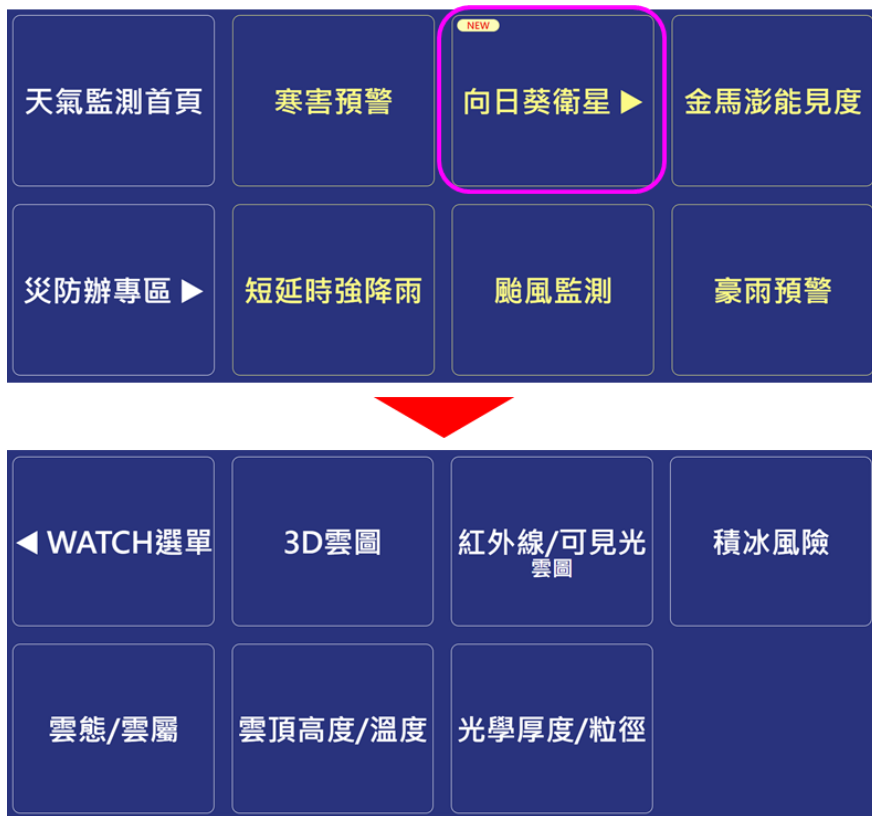 天氣監測首頁
寒害預警
NEW
向日葵衛星 ▶
金馬澎能見度
災防辦專區 ▶
短延時強降雨
颱風監測
豪雨預警
◀ WATCH選單
3D雲圖
紅外線/可見光
雲圖
積冰風險
雲態/雲屬
雲頂高度/溫度
光學厚度/粒徑